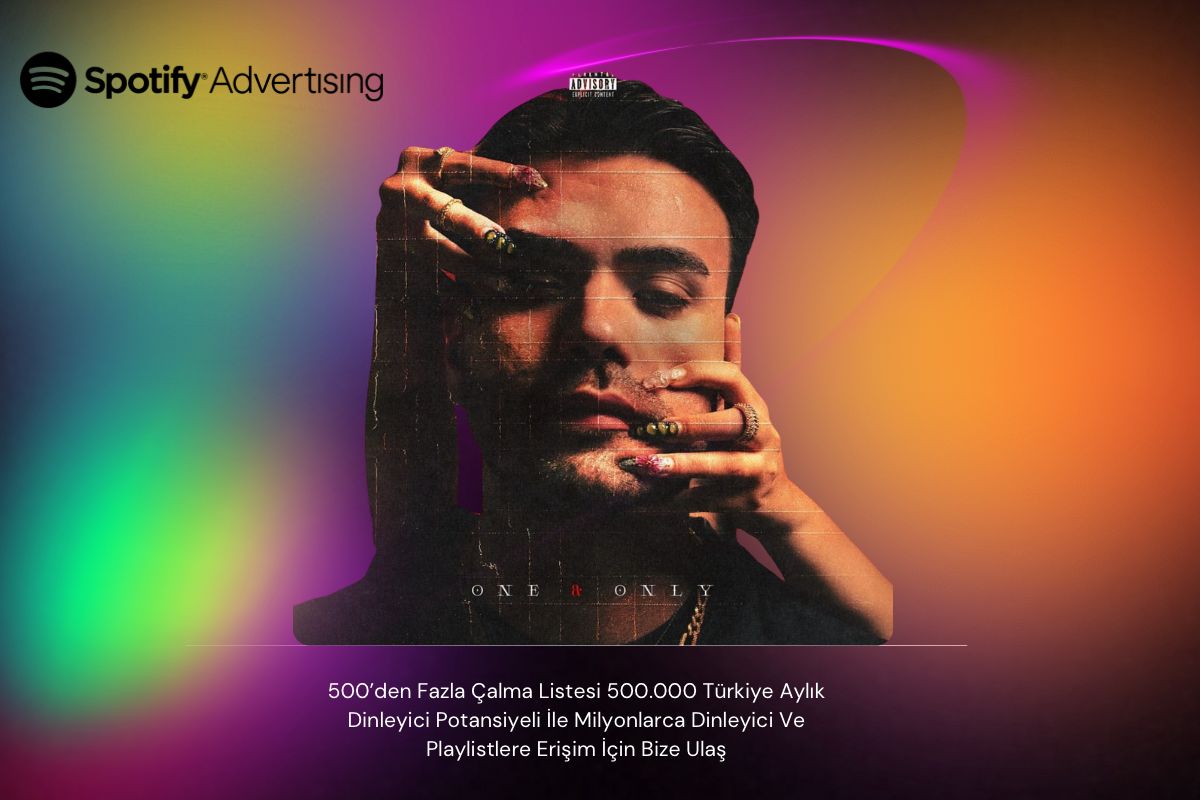 Spotify® Advertising
PARENTAL
ADVISORY
EXPLICIT CONTENT
ONE & ONLY
500’den Fazla Çalma Listesi 500.000 Türkiye Aylık
Dinleyici Potansiyeli İle Milyonlarca Dinleyici Ve
Playlistlere Erişim İçin Bize Ulaş